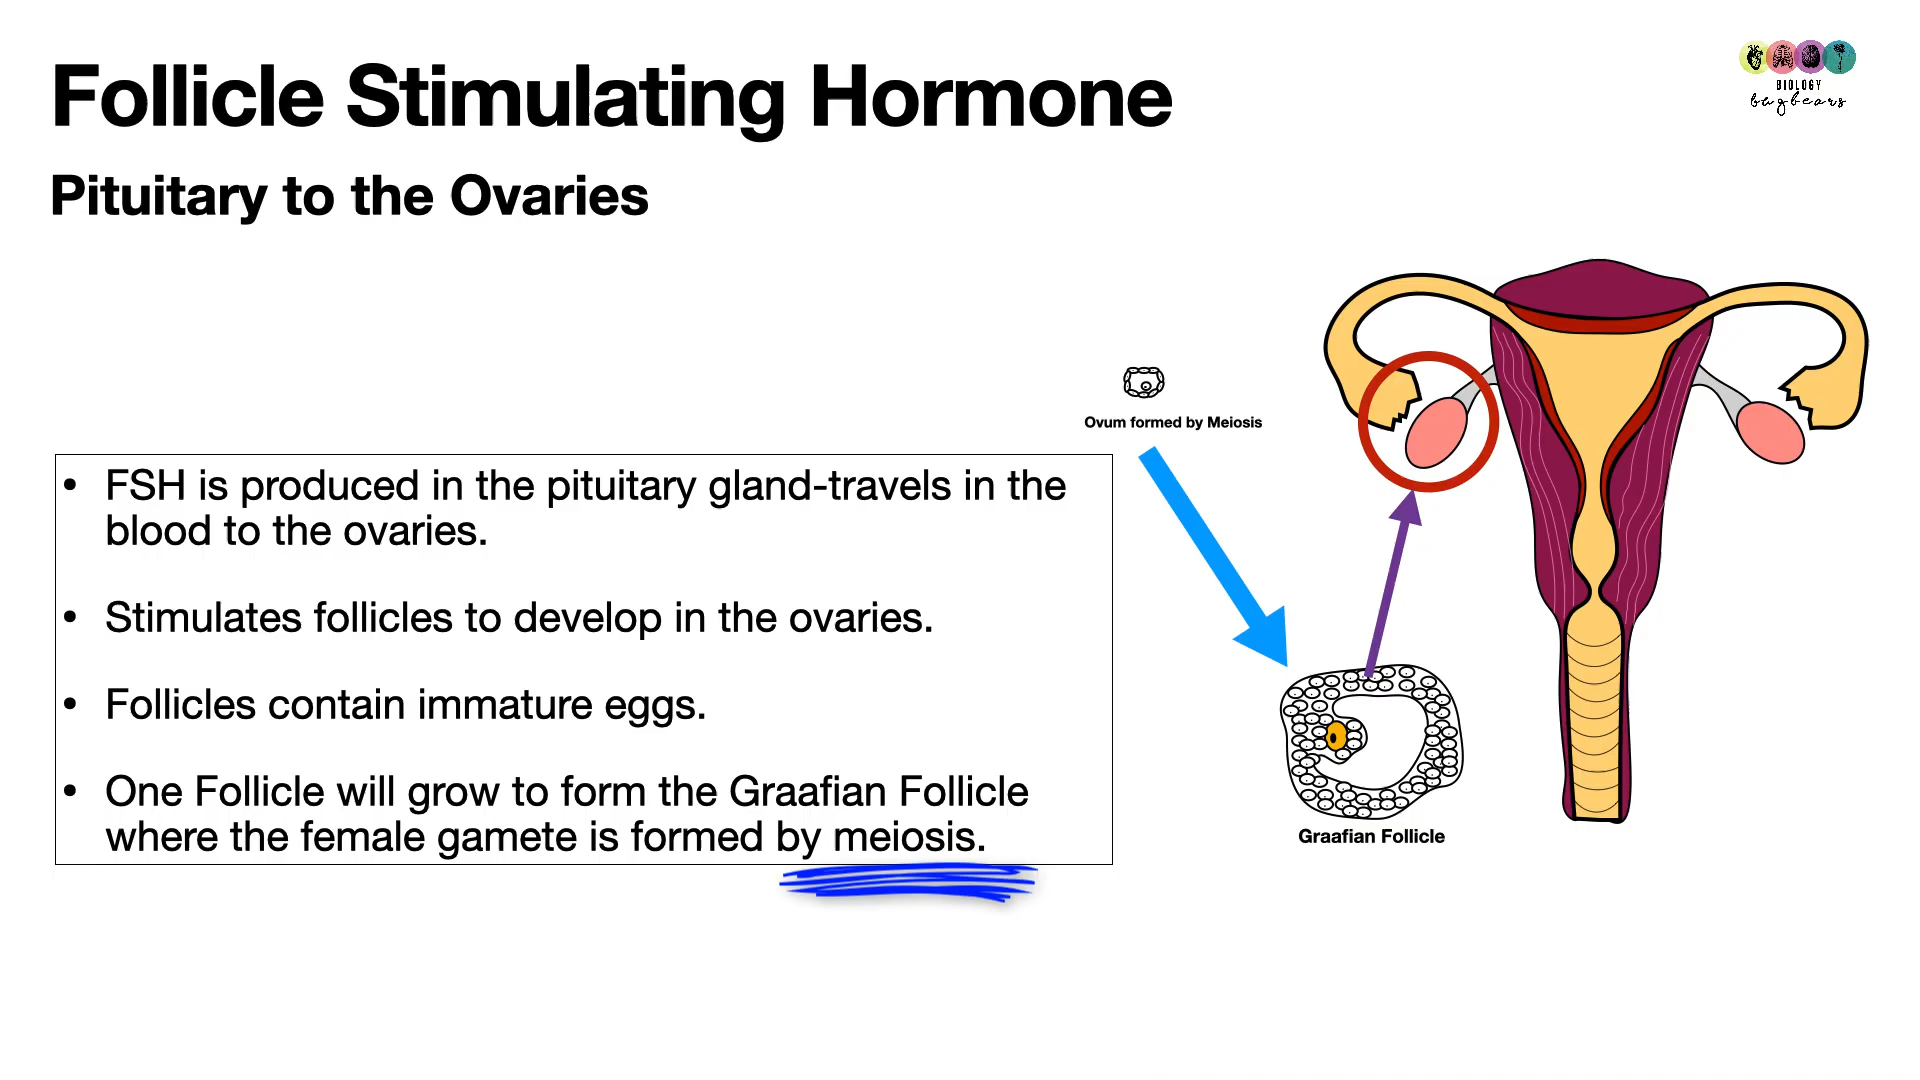 Follicle Stimulating Hormone
BIOLOGY
bugbears
Pituitary to the Ovaries
Ovum formed by Meiosis
• FSH is produced in the pituitary gland-travels in the
blood to the ovaries.
• Stimulates follicles to develop in the ovaries.
• Follicles contain immature eggs.
• One Follicle will grow to form the Graafian Follicle
where the female gamete is formed by meiosis.
Graafian Follicle